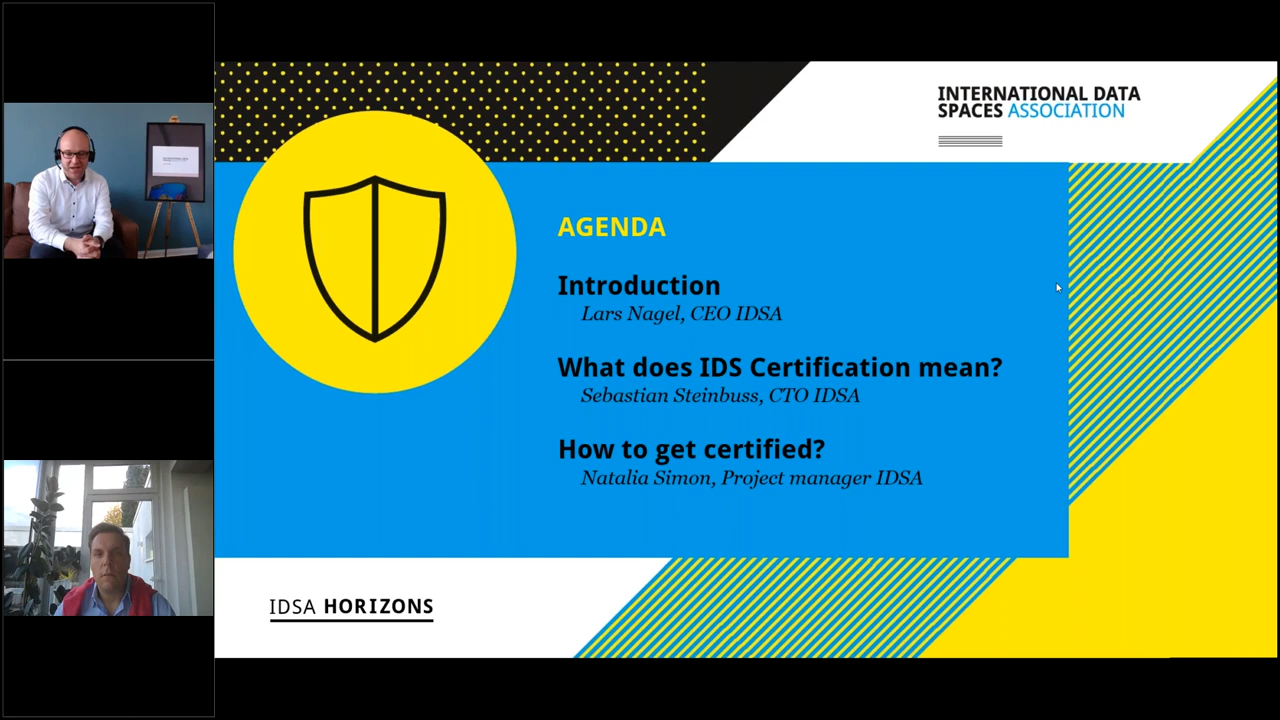 INTERNATIONAL DATA
SPACES ASSOCIATION
AGENDA
Introduction
Lars Nagel, CEO IDSA
What does IDS Certification mean?
Sebastian Steinbuss, CTO IDSA
How to get certified?
Natalia Simon, Project manager IDSA
IDSA HORIZONS